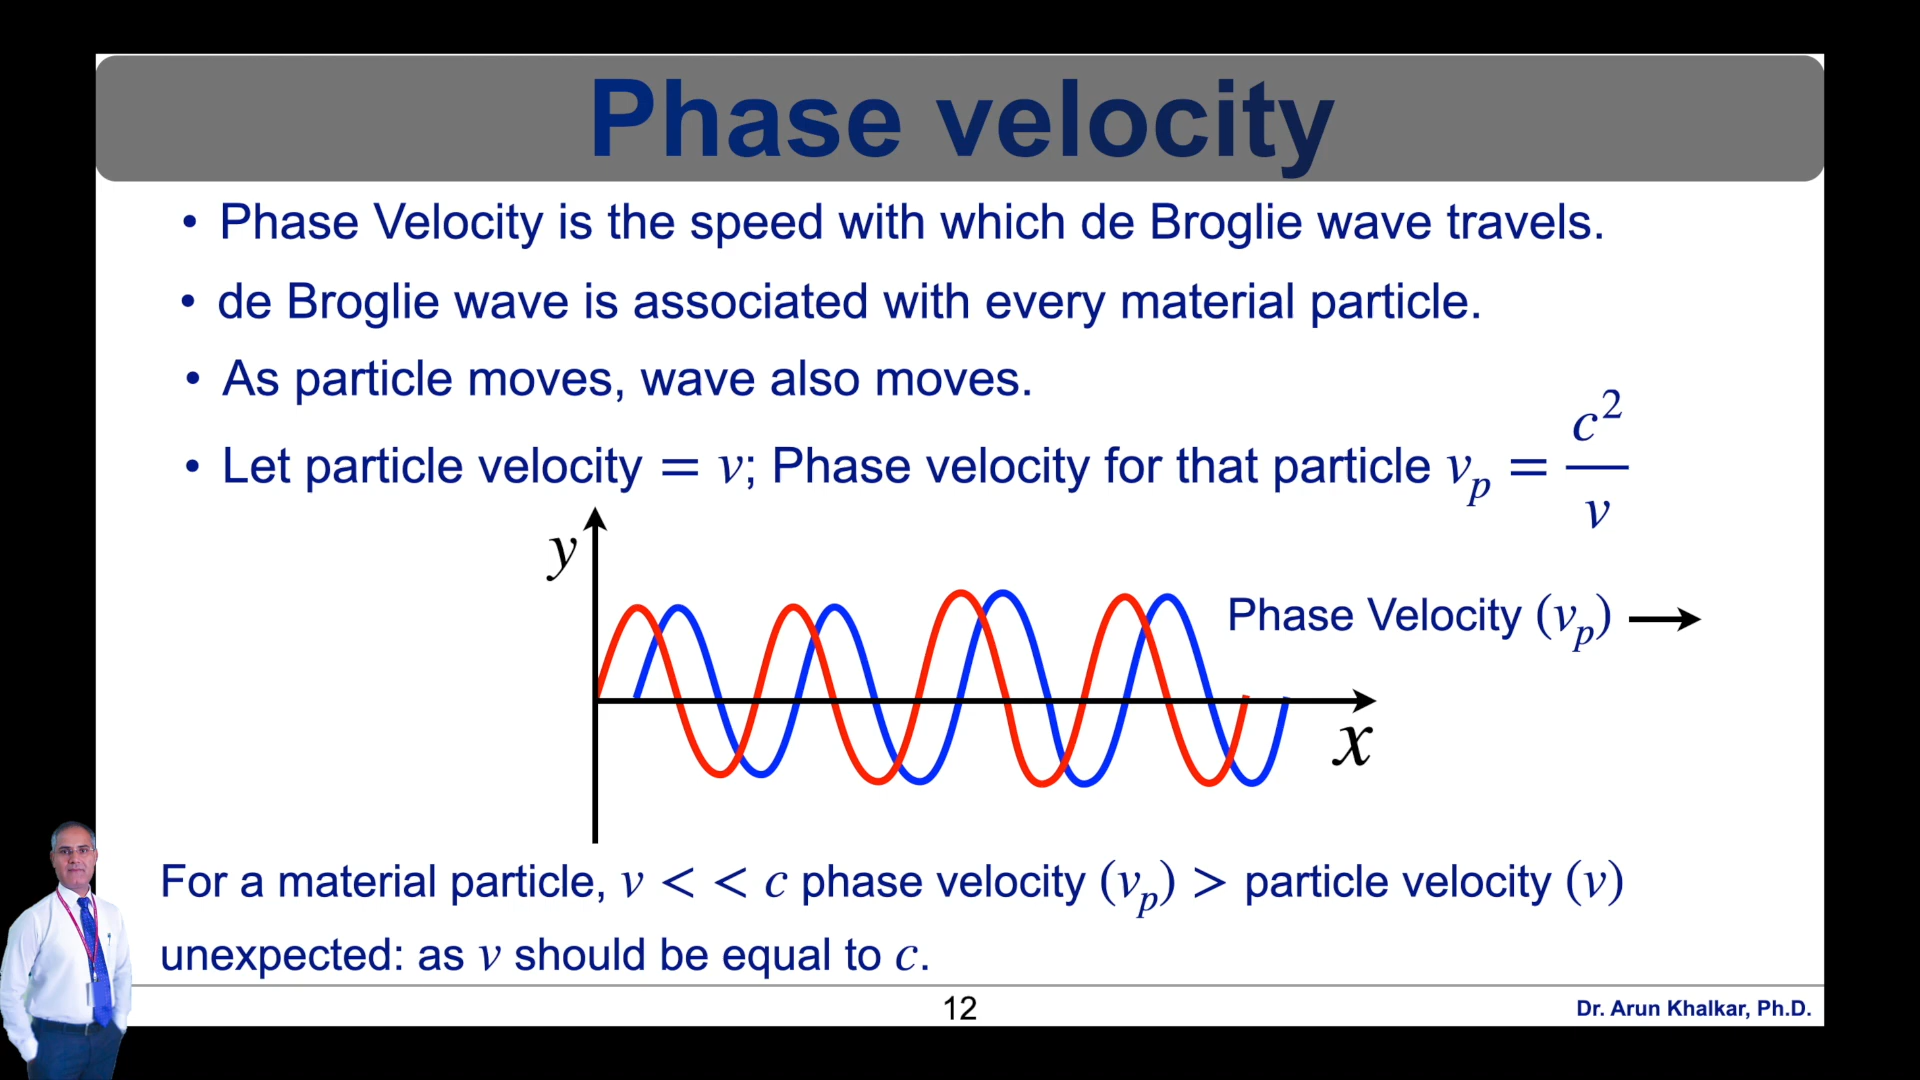 Phase velocity
• Phase Velocity is the speed with which de Broglie wave travels.
• de Broglie wave is associated with every material particle.
• As particle moves, wave also moves.
• Let particle velocity = v; Phase velocity for that particle v_p = c²/v
y
Phase Velocity (v_p) →
x
For a material particle, v < < c phase velocity (v_p) > particle velocity (v)
unexpected: as v should be equal to c.
12
Dr. Arun Khalkar, Ph.D.